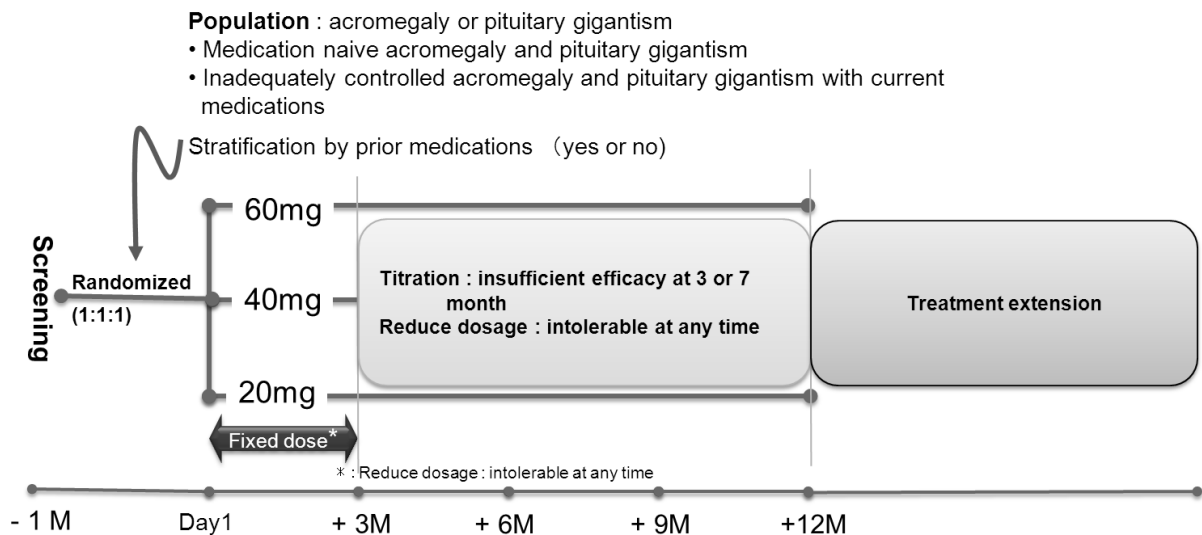 Population : acromegaly or pituitary gigantism
• Medication naive acromegaly and pituitary gigantism
• Inadequately controlled acromegaly and pituitary gigantism with current
medications
Stratification by prior medications （yes or no)
Screening
Randomized
(1:1:1)
60mg
40mg
20mg
Titration : insufficient efficacy at 3 or 7
month
Reduce dosage : intolerable at any time
Treatment extension
Fixed dose*
* : Reduce dosage : intolerable at any time
- 1 M
Day1
+ 3M
+ 6M
+ 9M
+12M